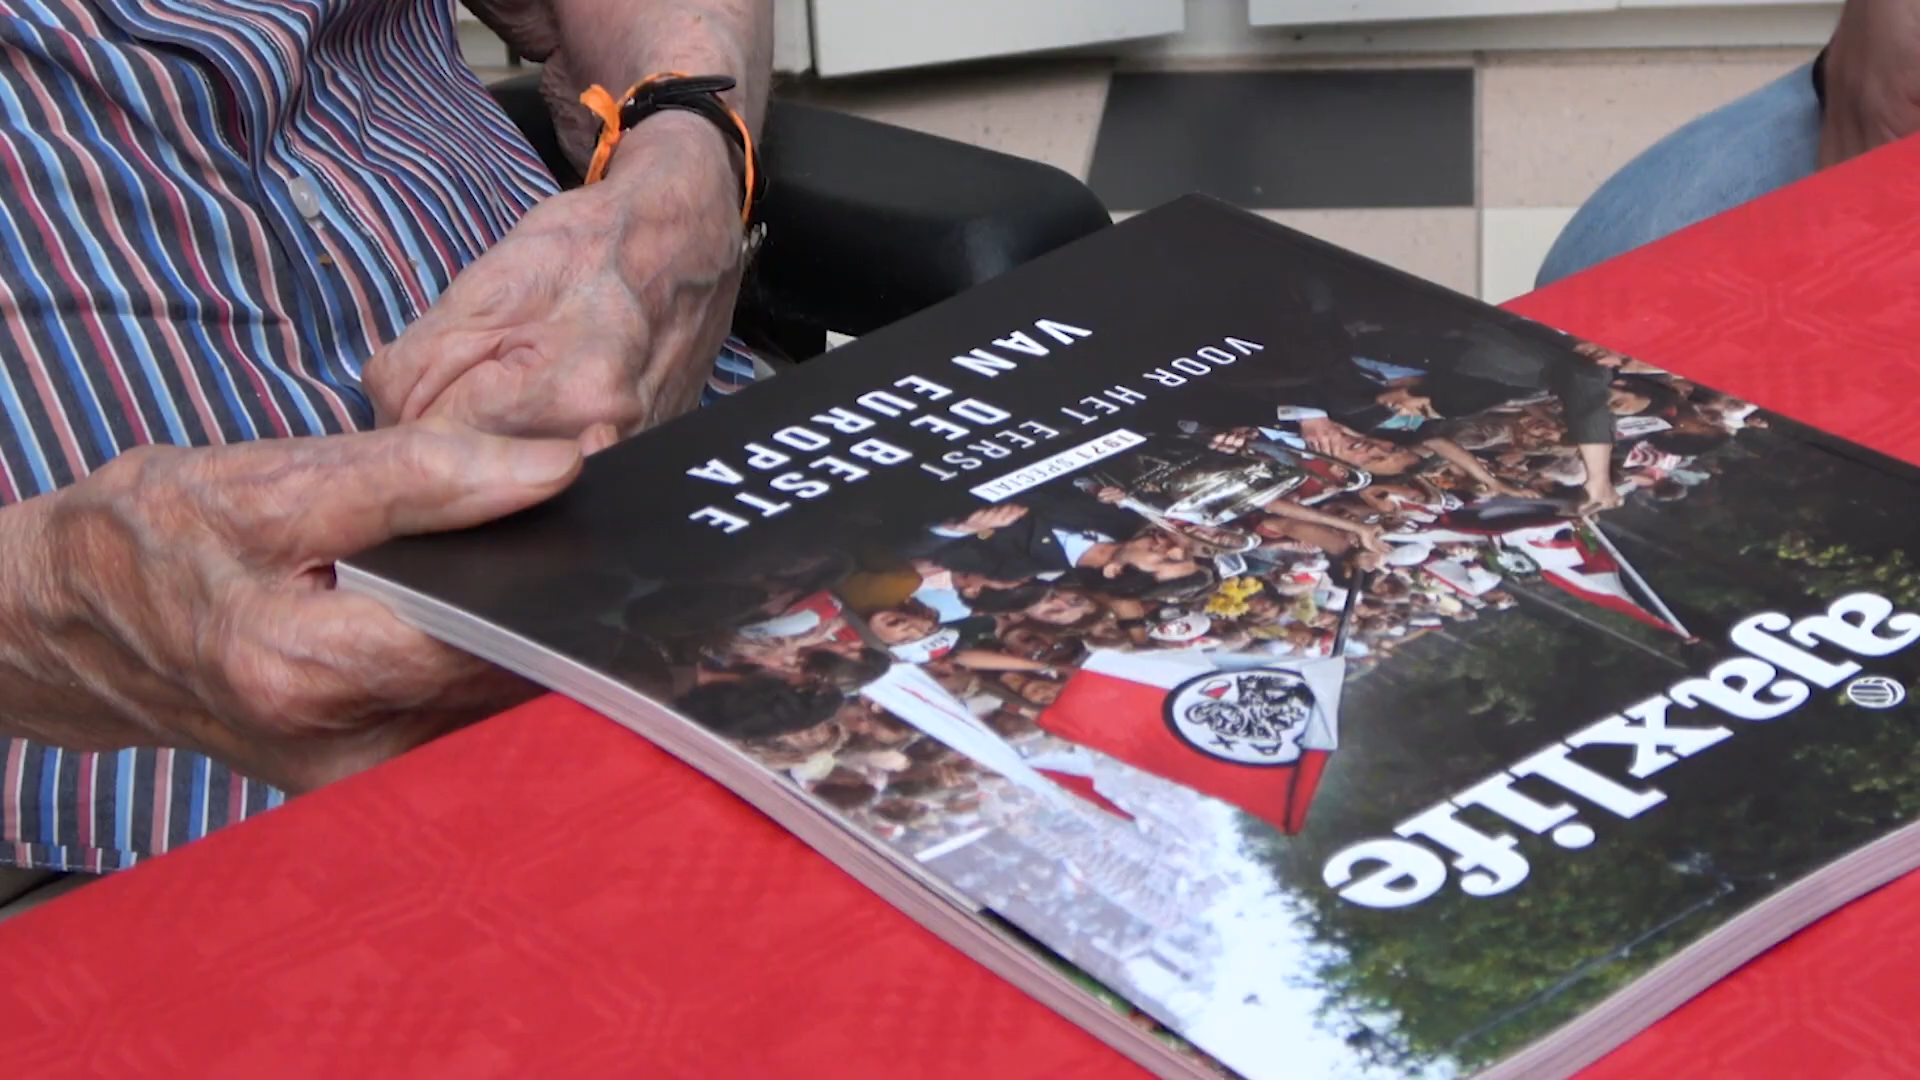 ajaxlife
1971 SPECIAL
VOOR HET EERST
DE BESTE
VAN EUROPA